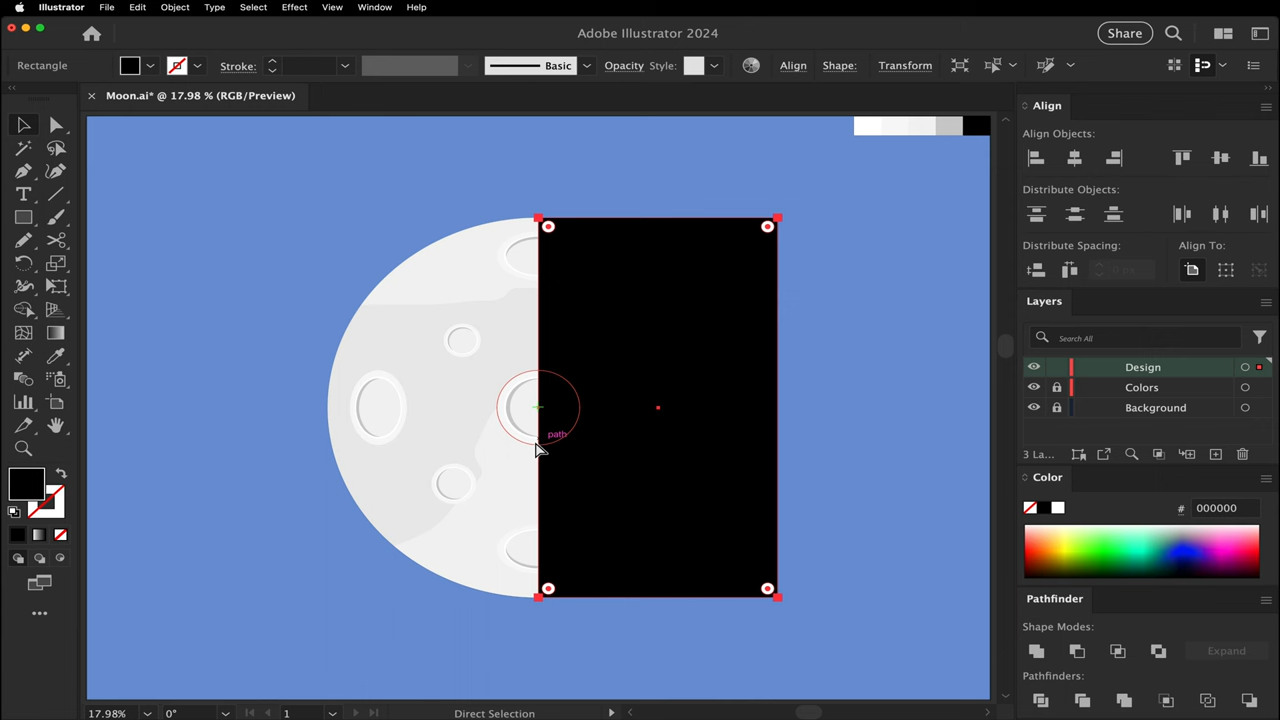 Illustrator File Edit Object Type Select Effect View Window Help
Adobe Illustrator 2024
Share
Rectangle
Stroke:
Basic
Opacity
Style:
Align
Shape:
Transform
Moon.ai* @ 17.98 % (RGB/Preview)
Align
Align Objects:
Distribute Objects:
Distribute Spacing:
Align To:
0 px
Layers
Search All
Design
Colors
Background
3 La...
path
Color
# 000000
Pathfinder
Shape Modes:
Expand
Pathfinders:
17.98%
0°
1
Direct Selection